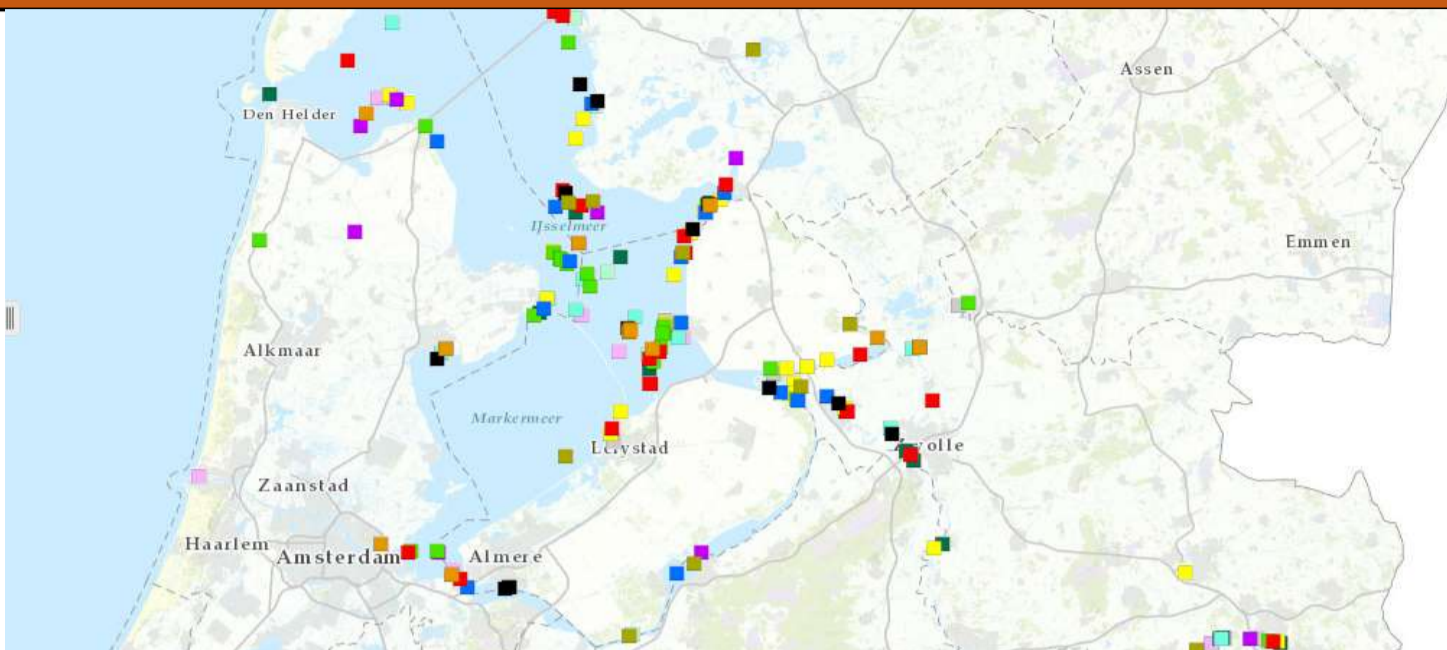 Assen
Den Helder
IJsselmeer
Emmen
Alkmaar
Markermeer
Lelystad
Zwolle
Zaanstad
Haarlem
Amsterdam
Almere